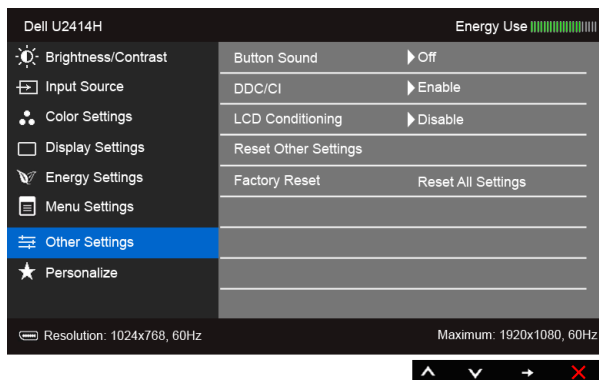 Dell U2414H
Energy Use
Brightness/Contrast
Input Source
Color Settings
Display Settings
Energy Settings
Menu Settings
Other Settings
Personalize
Button Sound Off
DDC/CI Enable
LCD Conditioning Disable
Reset Other Settings
Factory Reset Reset All Settings
Resolution: 1024x768, 60Hz
Maximum: 1920x1080, 60Hz